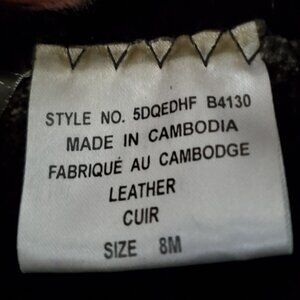 STYLE NO. 5DQEDHF B4130
MADE IN CAMBODIA
FABRIQUÉ AU CAMBODGE
LEATHER
CUIR
SIZE 8M